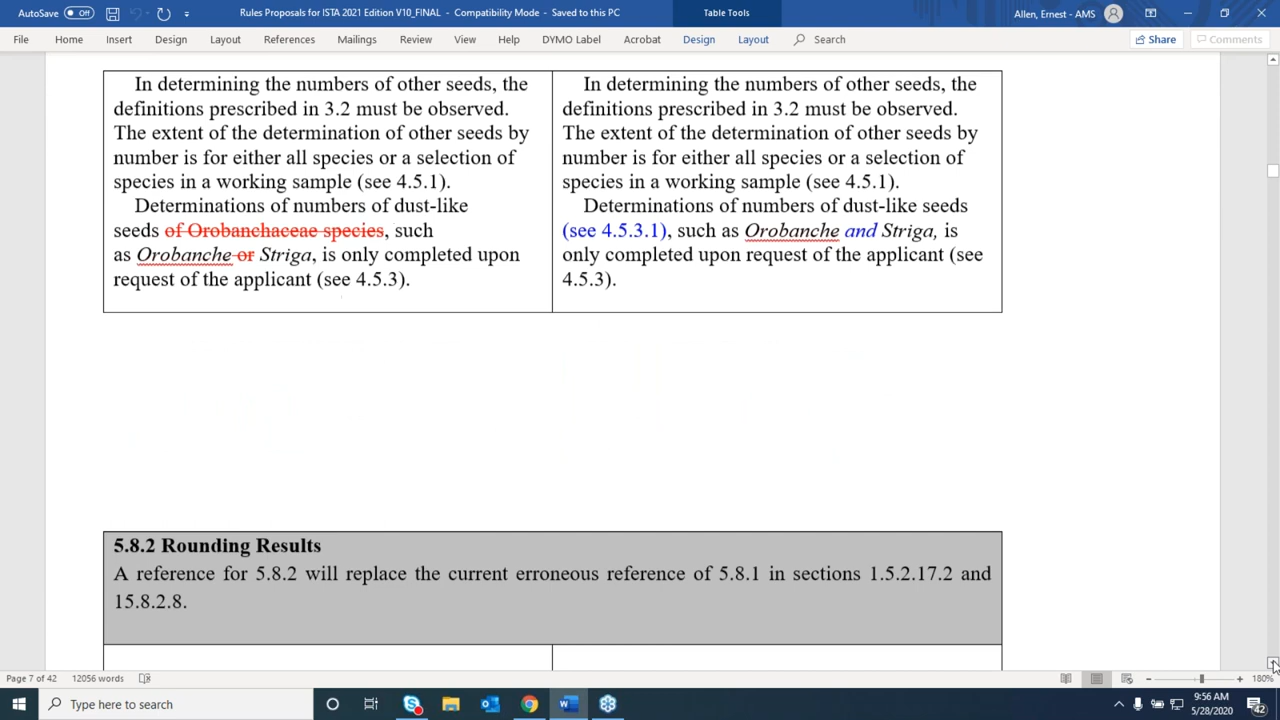 AutoSave Off Rules Proposals for ISTA 2021 Edition V10_FINAL - Compatibility Mode - Saved to this PC Table Tools Allen, Ernest - AMS
File Home Insert Design Layout References Mailings Review View Help DYMO Label Acrobat Design Layout Search Share Comments
In determining the numbers of other seeds, the
definitions prescribed in 3.2 must be observed.
The extent of the determination of other seeds by
number is for either all species or a selection of
species in a working sample (see 4.5.1).
Determinations of numbers of dust-like
seeds of Orobanchaceae species, such
as Orobanche or Striga, is only completed upon
request of the applicant (see 4.5.3).
In determining the numbers of other seeds, the
definitions prescribed in 3.2 must be observed.
The extent of the determination of other seeds by
number is for either all species or a selection of
species in a working sample (see 4.5.1).
Determinations of numbers of dust-like seeds
(see 4.5.3.1), such as Orobanche and Striga, is
only completed upon request of the applicant (see
4.5.3).
5.8.2 Rounding Results
A reference for 5.8.2 will replace the current erroneous reference of 5.8.1 in sections 1.5.2.17.2 and
15.8.2.8.
Page 7 of 42 12056 words 180%
Type here to search
9:56 AM
5/28/2020
42